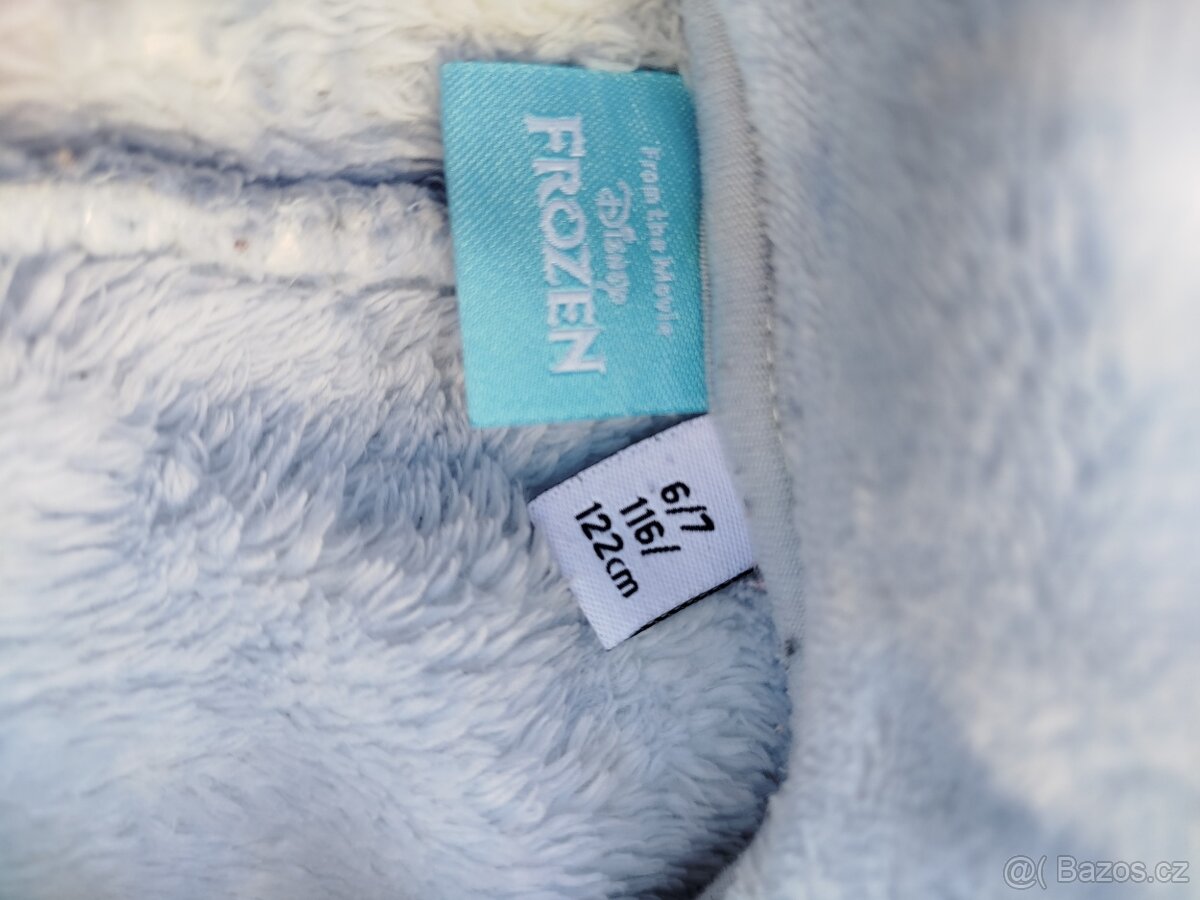 From the Movie
Disney
FROZEN
6/7
116/
122cm
@( Bazos.cz